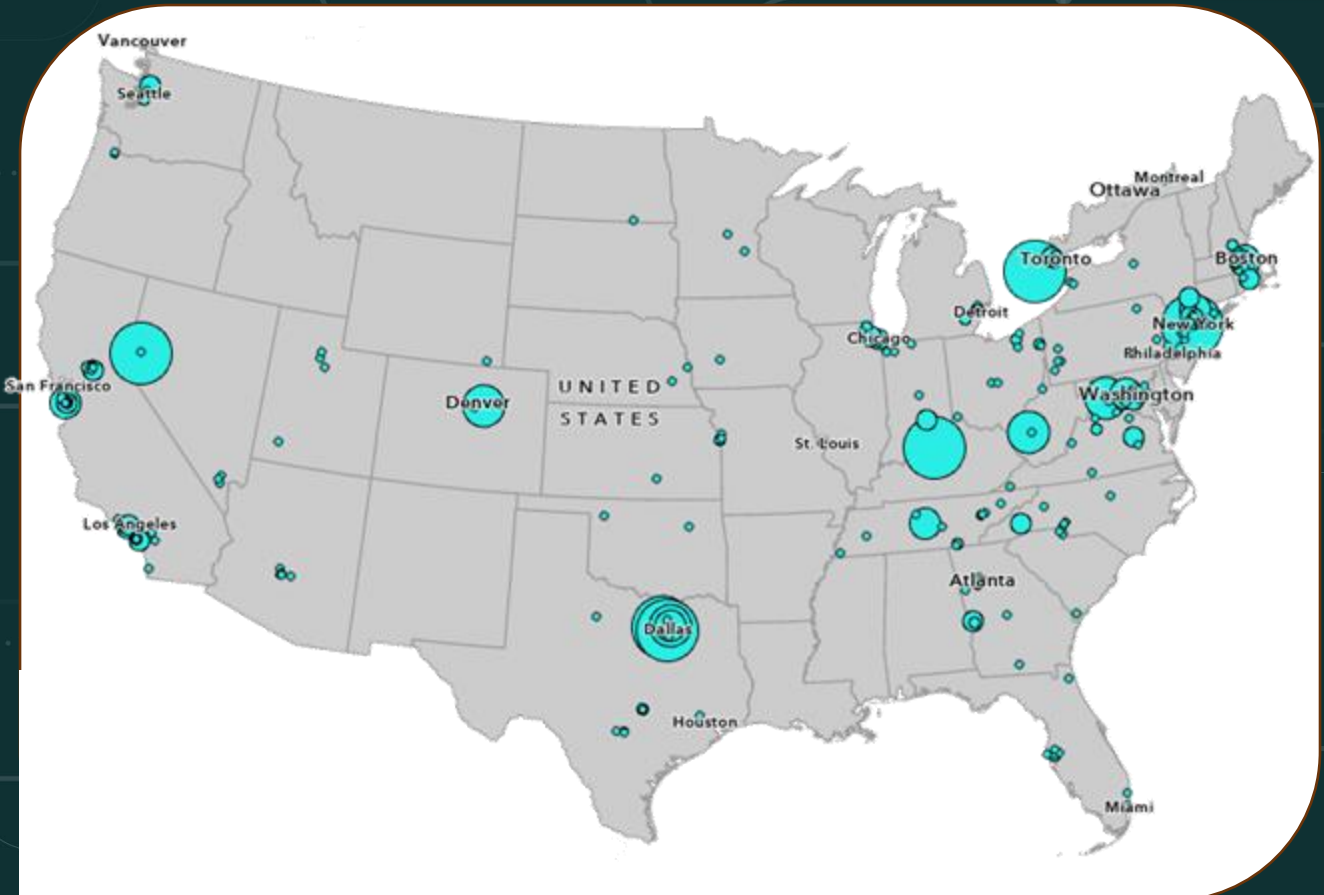 Vancouver
Seattle
Montreal
Ottawa
Toronto
Boston
Detroit
New York
Chicago
Philadelphia
San Francisco
UNITED
STATES
Denver
Washington
St. Louis
Los Angeles
Atlanta
Dallas
Houston
Miami